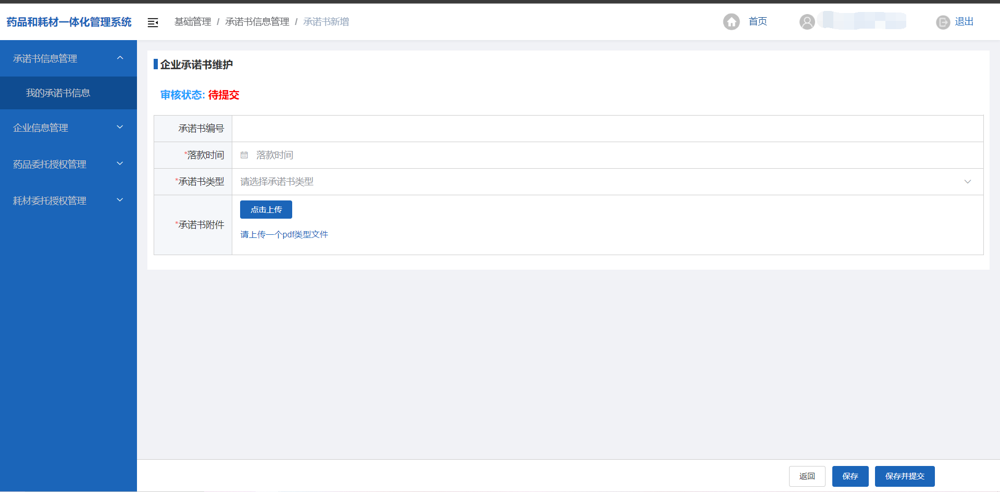 药品和耗材一体化管理系统
基础管理 / 承诺书信息管理 / 承诺书新增
首页
退出
承诺书信息管理
我的承诺书信息
企业信息管理
药品委托授权管理
耗材委托授权管理
企业承诺书维护
审核状态: 待提交
承诺书编号
*落款时间 落款时间
*承诺书类型 请选择承诺书类型
*承诺书附件
点击上传
请上传一个pdf类型文件
返回 保存 保存并提交